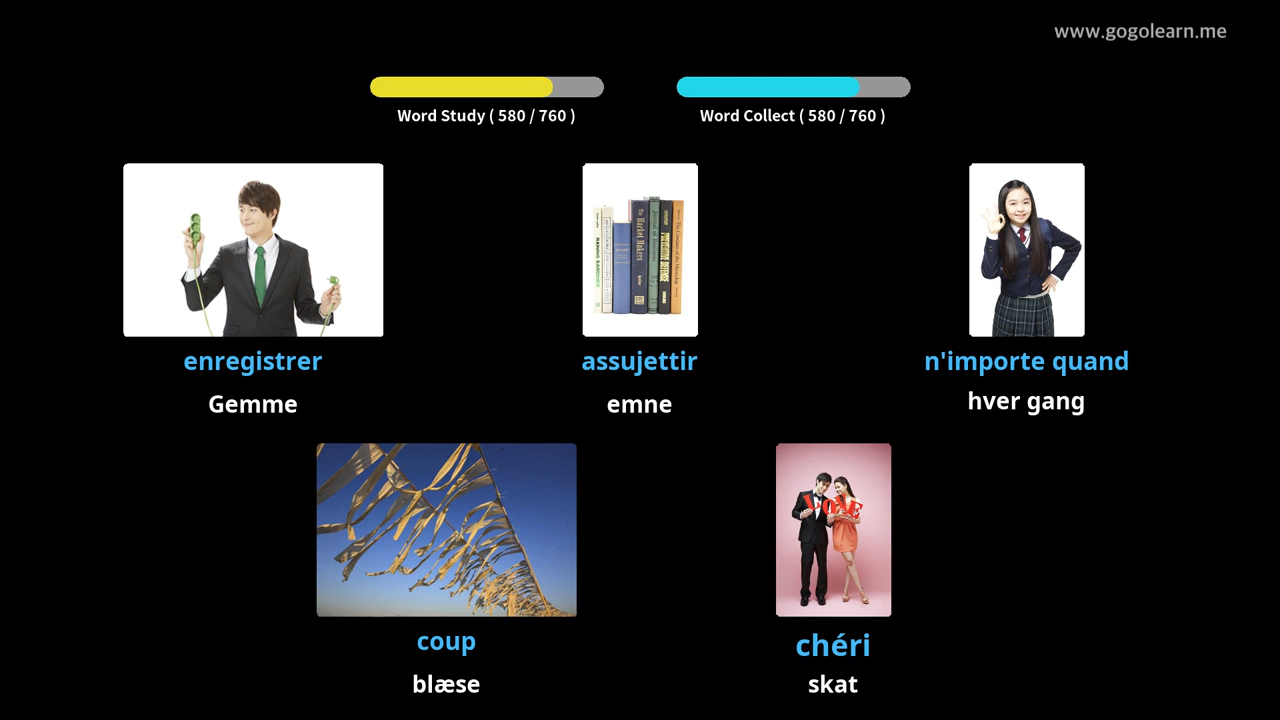 www.gogolearn.me
Word Study ( 580 / 760 )
Word Collect ( 580 / 760 )
enregistrer
assujettir
n'importe quand
Gemme
emne
hver gang
coup
chéri
blæse
skat